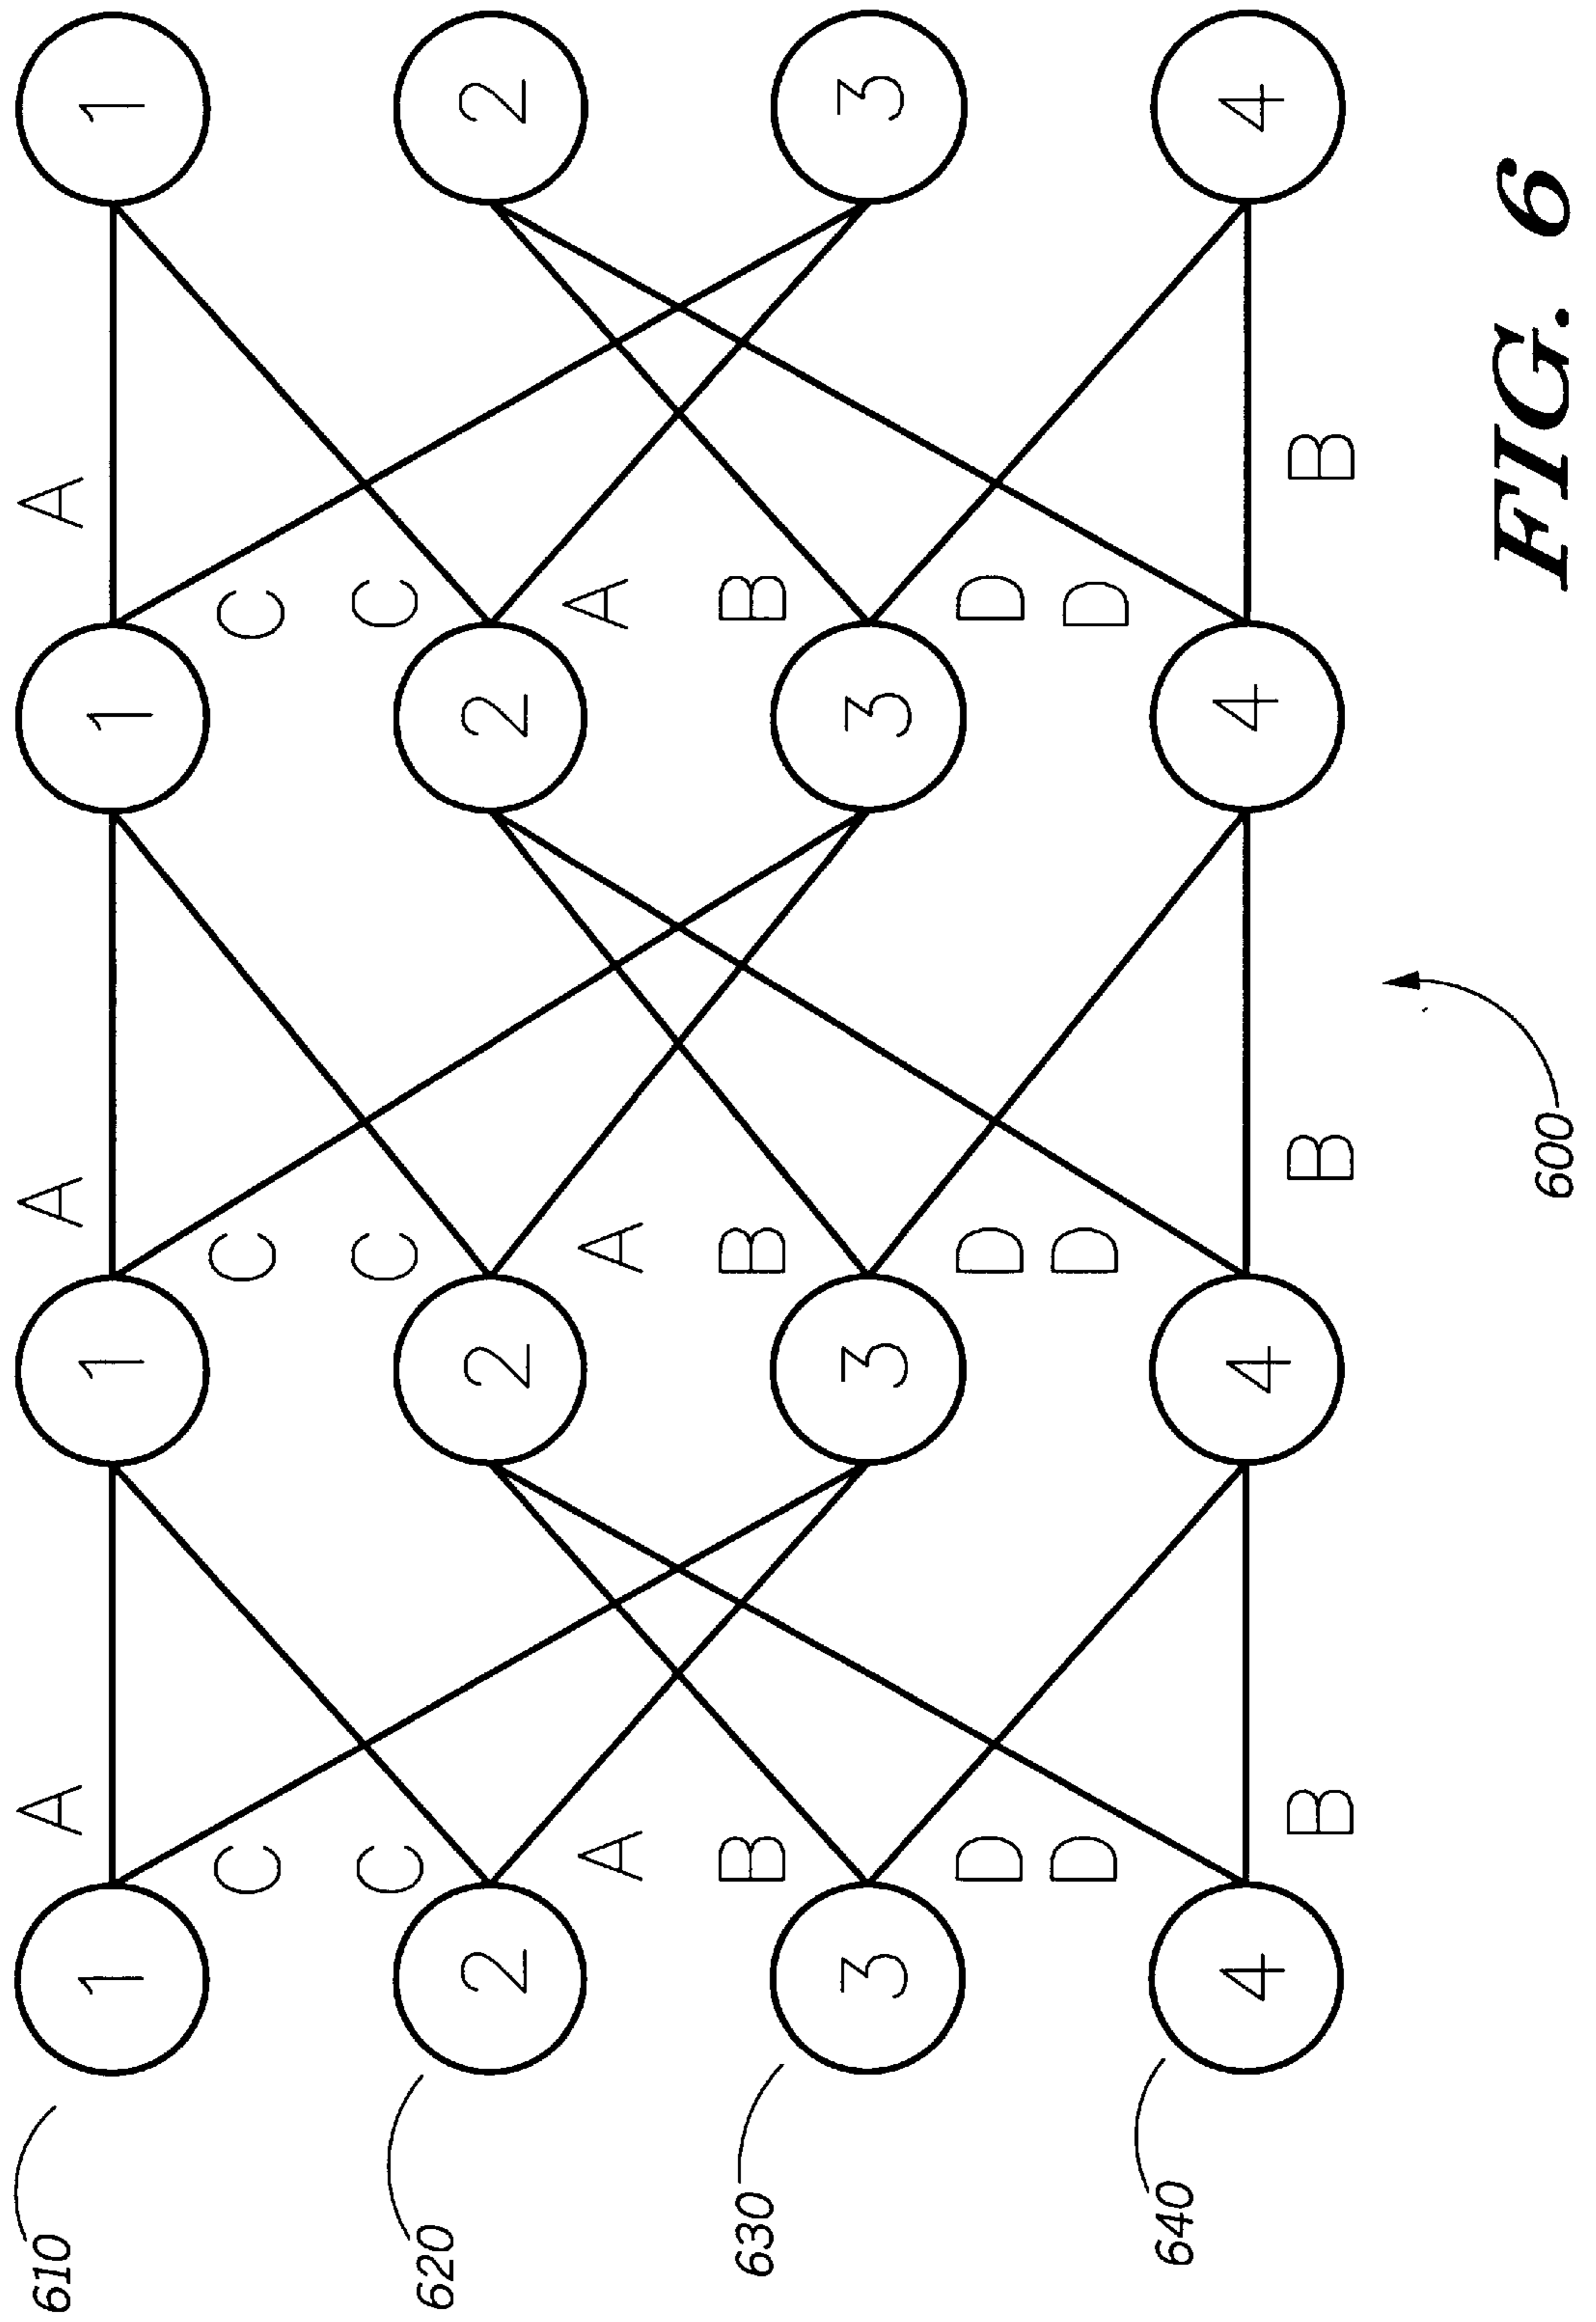 610 A A A
1 1 1 1
C C C
C C C
620 2 2 2 2
A A A
B B B
630 3 3 3 3
D D D
D D D
640 4 4 4 4
B B B
600
FIG. 6